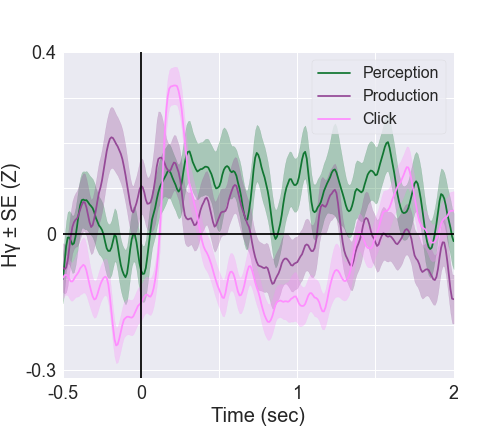 0.4
Perception
Production
Click
Hγ ± SE (Z)
0
-0.3
-0.5
0
1
2
Time (sec)